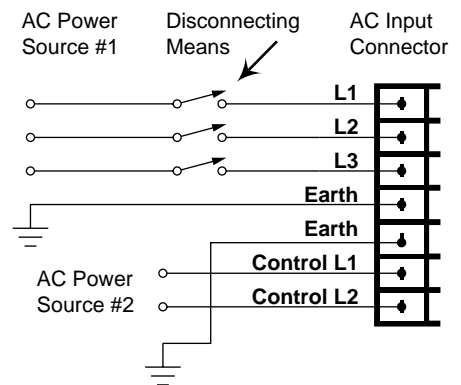 AC Power
Source #1
Disconnecting
Means
AC Input
Connector
L1
L2
L3
Earth
Earth
Control L1
Control L2
AC Power
Source #2